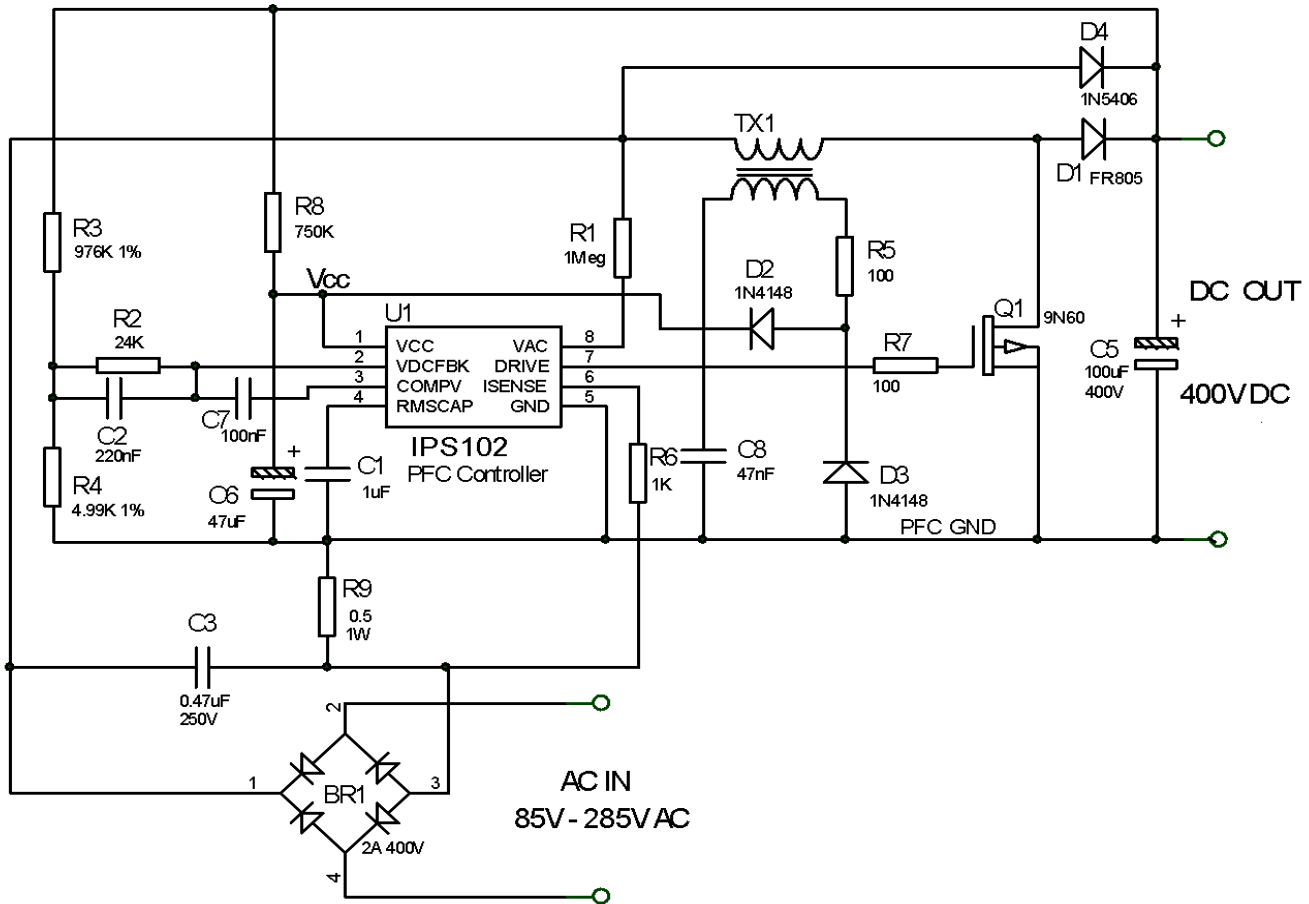 D4
1N5406
TX1
D1 FR805
R3
976K 1%
R8
750K
R1
1Meg
R5
100
D2
1N4148
Vcc
DC OUT
R2
24K
U1
Q1
9N60
+
1
VCC
VAC
8
2
VDCFBK
DRIVE
7
3
COMPV
ISENSE
6
4
RMSCAP
GND
5
R7
100
C5
100uF
400V
400VDC
C2
220nF
C7
100nF
IPS102
PFC Controller
+
R4
4.99K 1%
C6
47uF
C1
1uF
R6
1K
C8
47nF
D3
1N4148
PFC GND
R9
0.5
1W
C3
0.47uF
250V
2
1
BR1
3
2A 400V
4
AC IN
85V - 285V AC